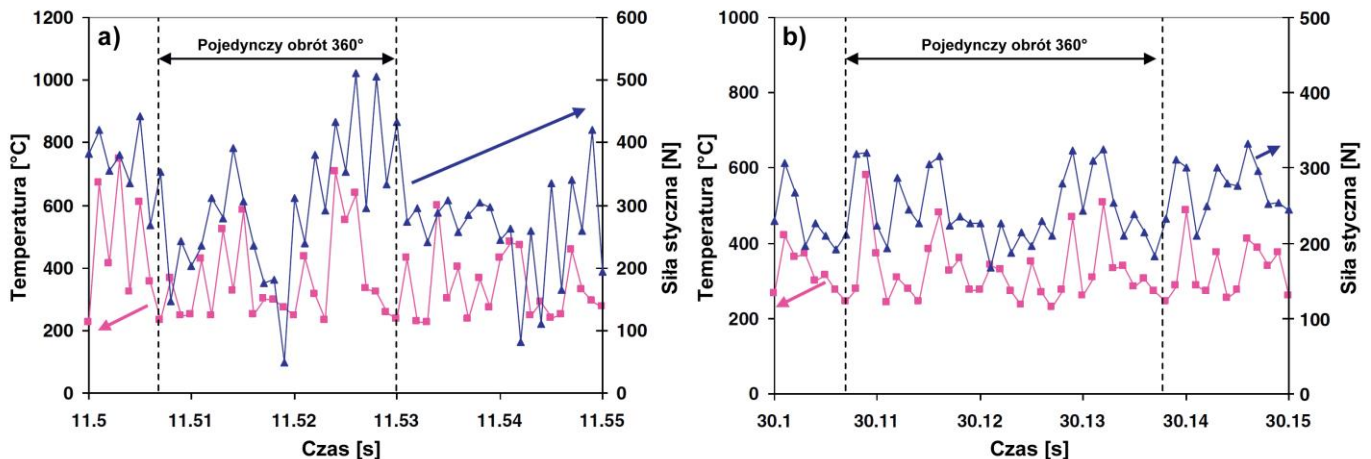 a)
Pojedynczy obrót 360°
Temperatura [°C]
1200
1000
800
600
400
200
0
600
500
400
300
200
100
0
Siła styczna [N]
11.5 11.51 11.52 11.53 11.54 11.55
Czas [s]
b)
Pojedynczy obrót 360°
Temperatura [°C]
1000
800
600
400
200
0
500
400
300
200
100
0
Siła styczna [N]
30.1 30.11 30.12 30.13 30.14 30.15
Czas [s]